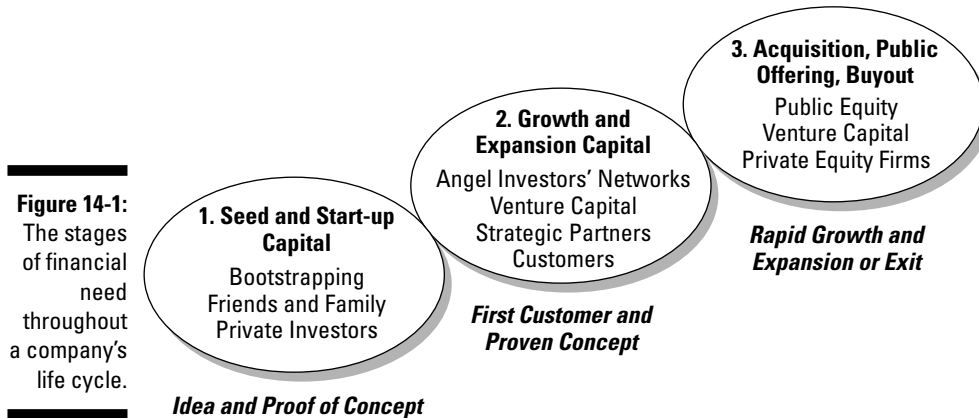 Figure 14-1:
The stages
of financial
need
throughout
a company's
life cycle.
1. Seed and Start-up
Capital
Bootstrapping
Friends and Family
Private Investors
Idea and Proof of Concept
2. Growth and
Expansion Capital
Angel Investors' Networks
Venture Capital
Strategic Partners
Customers
First Customer and
Proven Concept
3. Acquisition, Public
Offering, Buyout
Public Equity
Venture Capital
Private Equity Firms
Rapid Growth and
Expansion or Exit